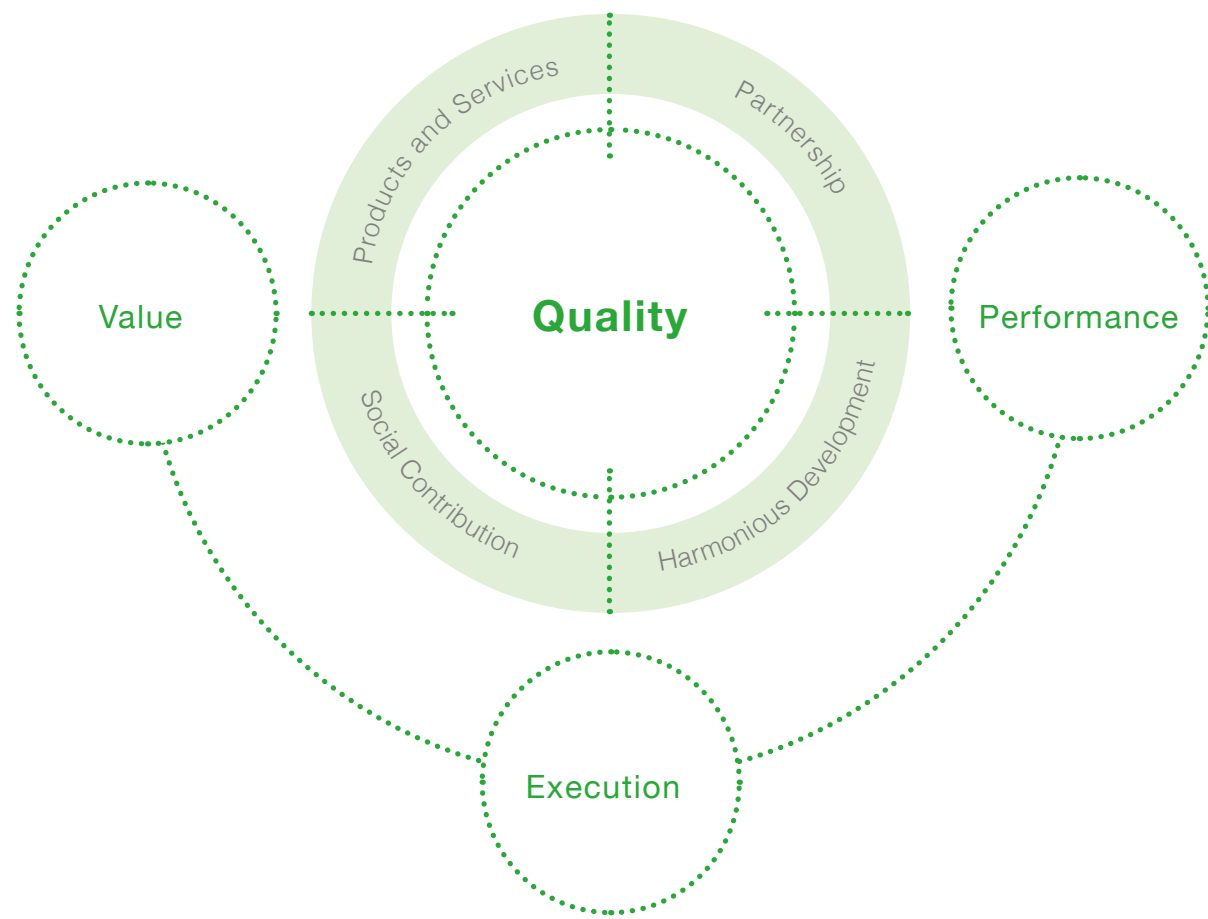 Products and Services
Partnership
Value
Quality
Performance
Social Contribution
Harmonious Development
Execution